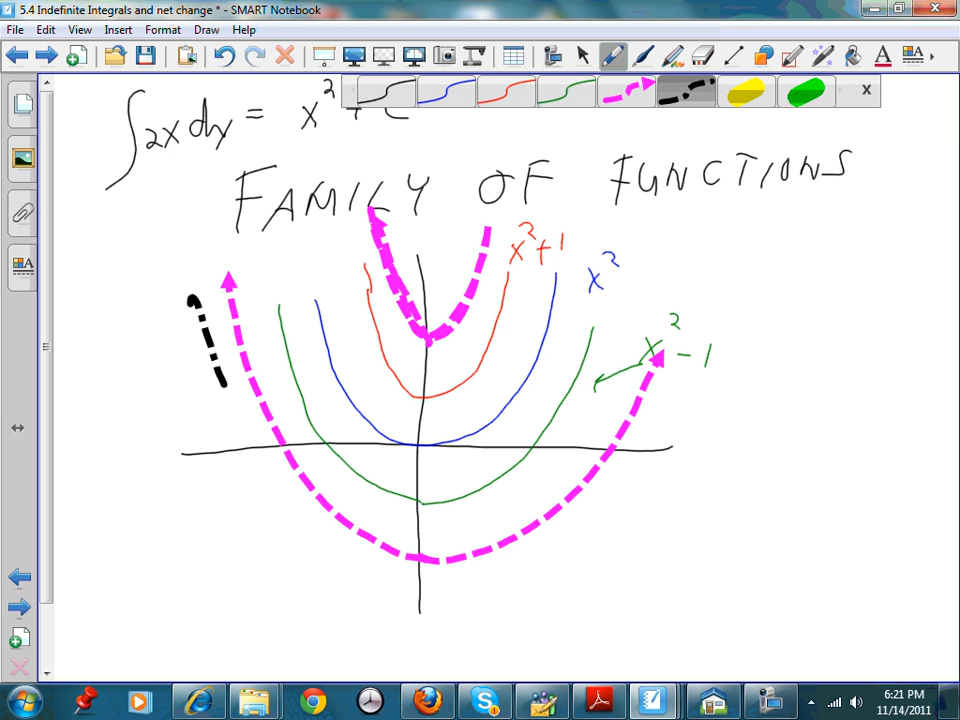 5.4 Indefinite Integrals and net change * - SMART Notebook
File Edit View Insert Format Draw Help
∫2x dx = x² + C
FAMILY OF FUNCTIONS
x²+1
x²
x²-1
6:21 PM
11/14/2011